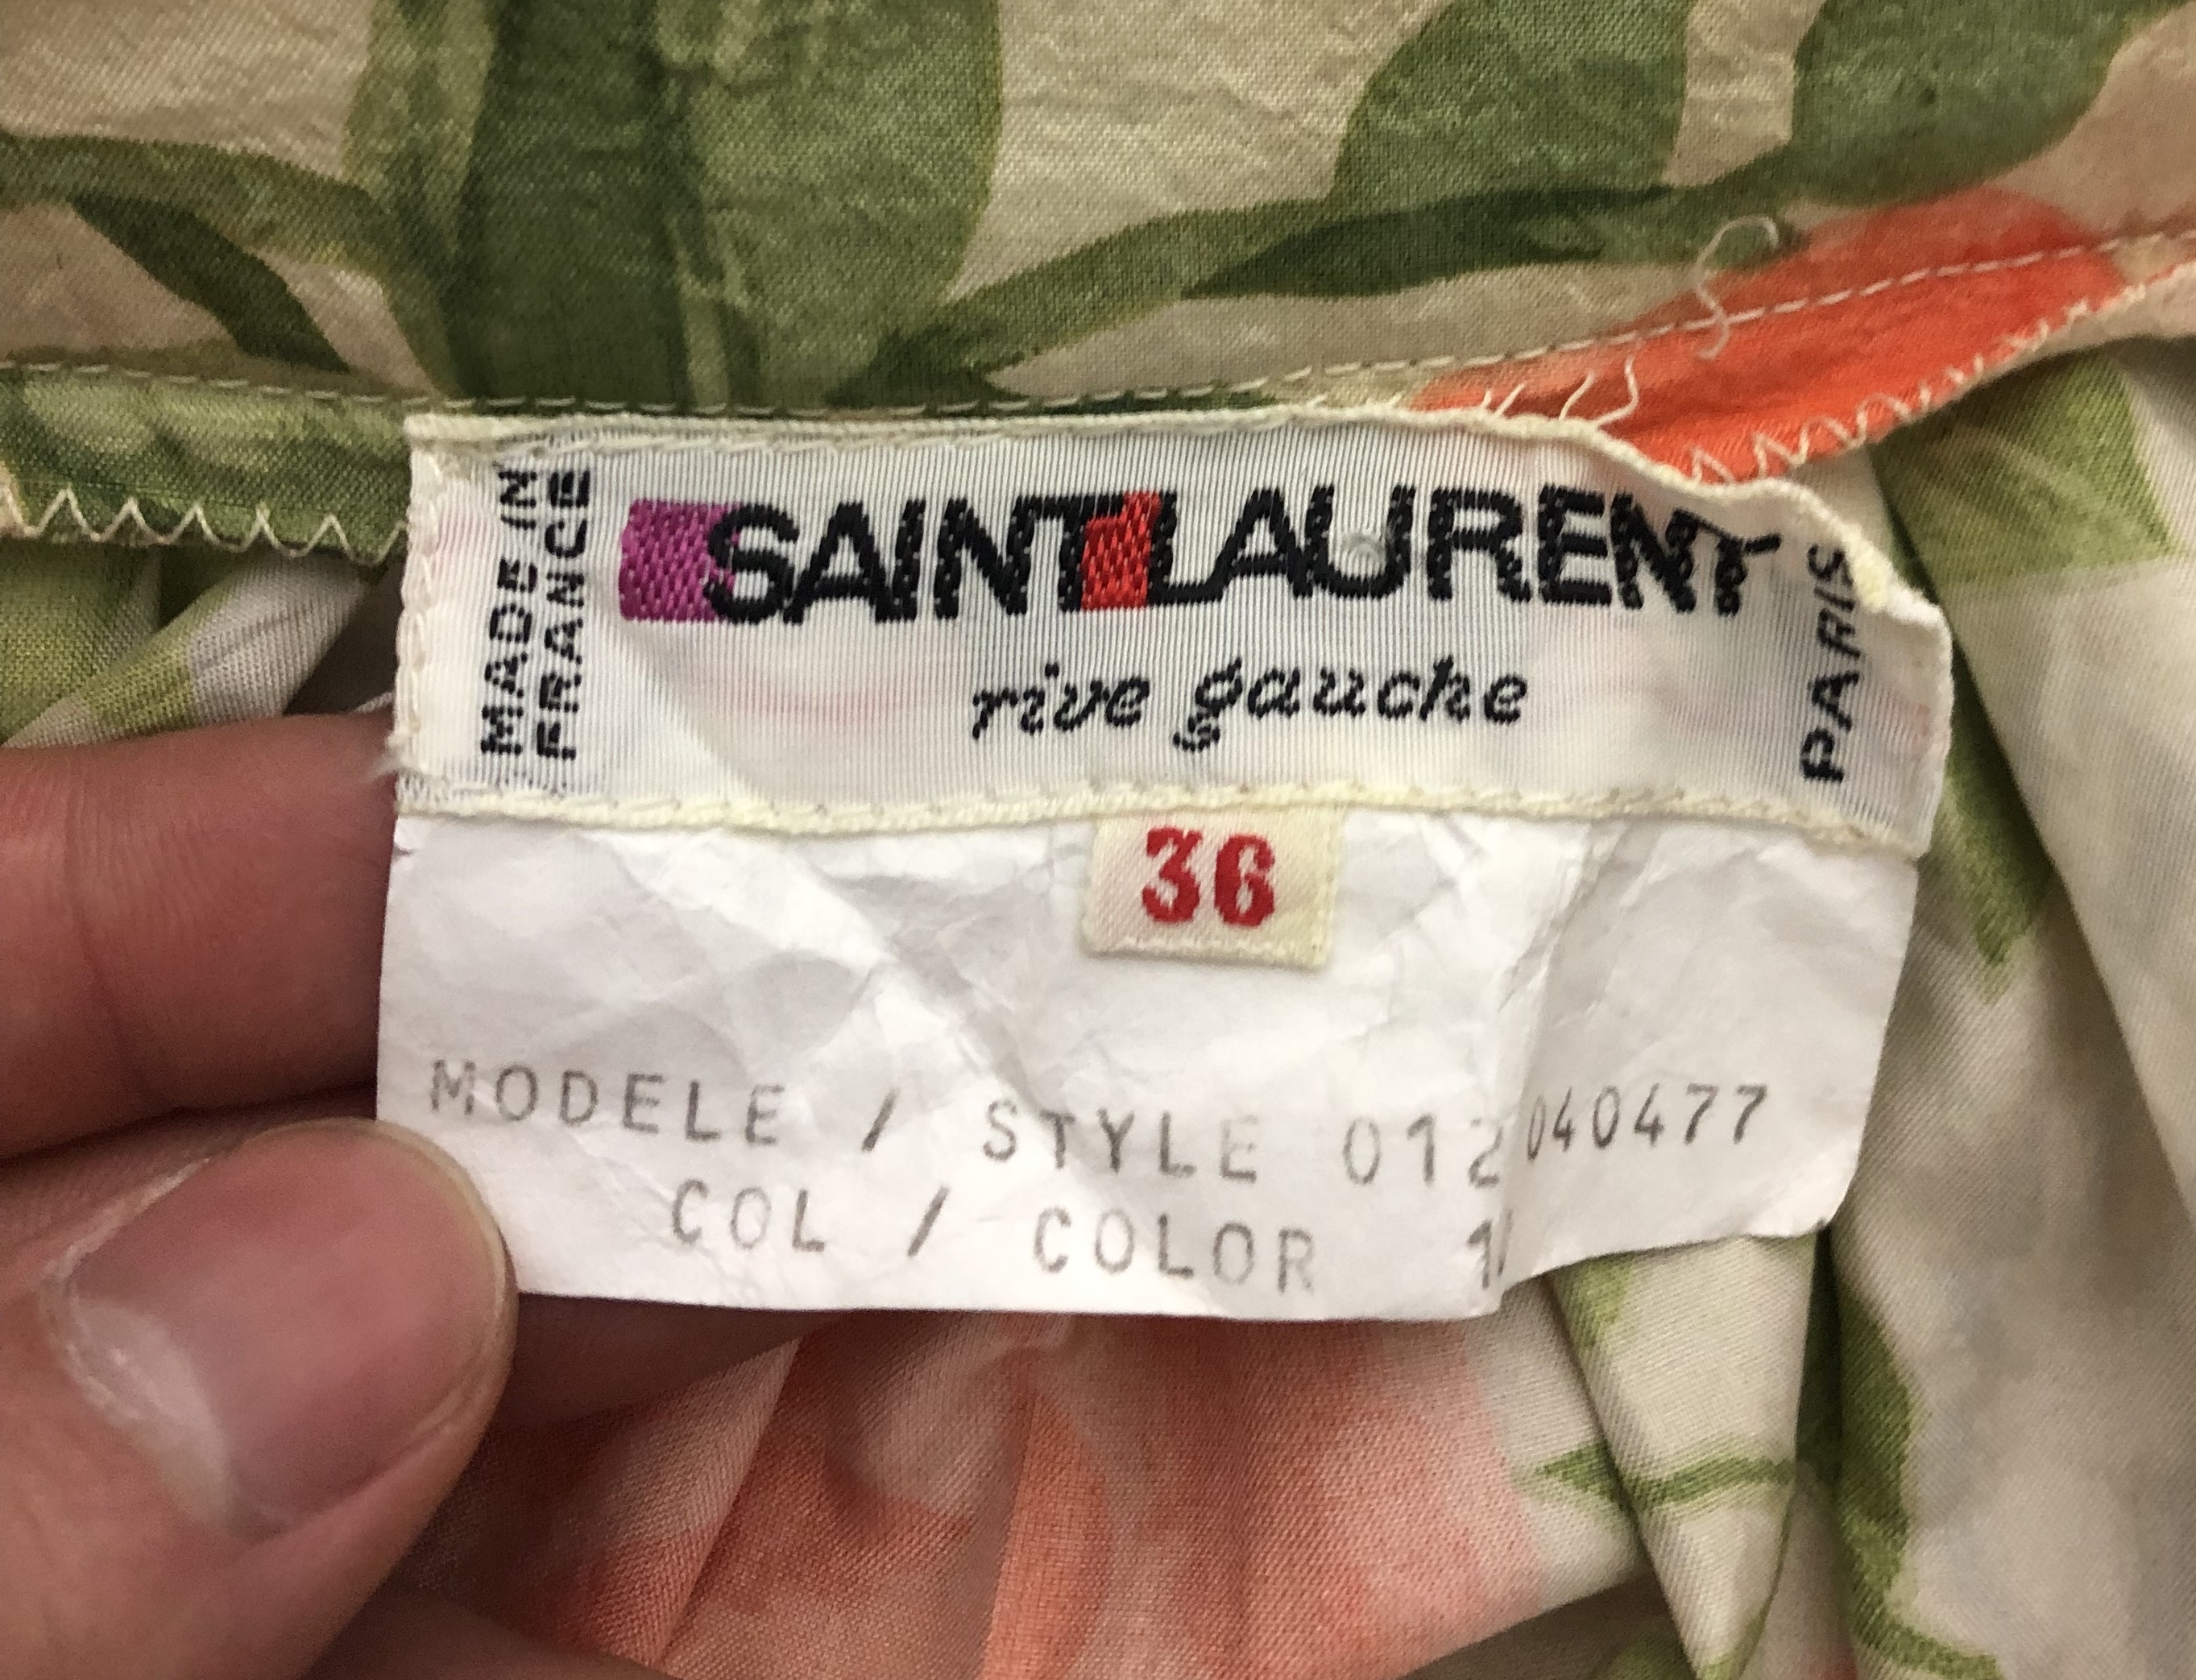 MADE IN
FRANCE
SAINT LAURENT
rive gauche
PARIS
36
MODELE / STYLE 012 040477
COL / COLOR